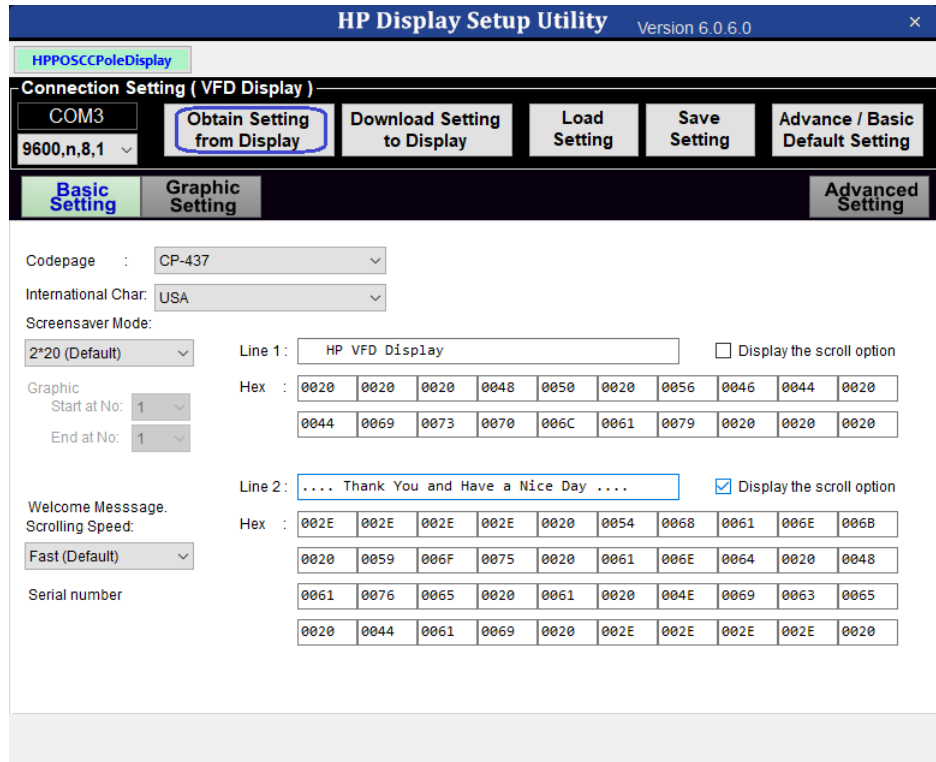 HP Display Setup Utility Version 6.0.6.0 ×
HPPOSCCPoleDisplay
Connection Setting ( VFD Display )
COM3
9600,n,8,1
Obtain Setting
from Display
Download Setting
to Display
Load
Setting
Save
Setting
Advance / Basic
Default Setting
Basic
Setting
Graphic
Setting
Advanced
Setting
Codepage : CP-437
International Char: USA
Screensaver Mode:
2*20 (Default)
Graphic
Start at No: 1
End at No: 1
Line 1 : HP VFD Display Display the scroll option
Hex : 0020 0020 0020 0048 0050 0020 0056 0046 0044 0020
0044 0069 0073 0070 006C 0061 0079 0020 0020 0020
Line 2 : .... Thank You and Have a Nice Day .... Display the scroll option
Welcome Messsage.
Scrolling Speed:
Fast (Default)
Hex : 002E 002E 002E 002E 0020 0054 0068 0061 006E 006B
0020 0059 006F 0075 0020 0061 006E 0064 0020 0048
0061 0076 0065 0020 0061 0020 004E 0069 0063 0065
0020 0044 0061 0069 0020 002E 002E 002E 002E 0020
Serial number